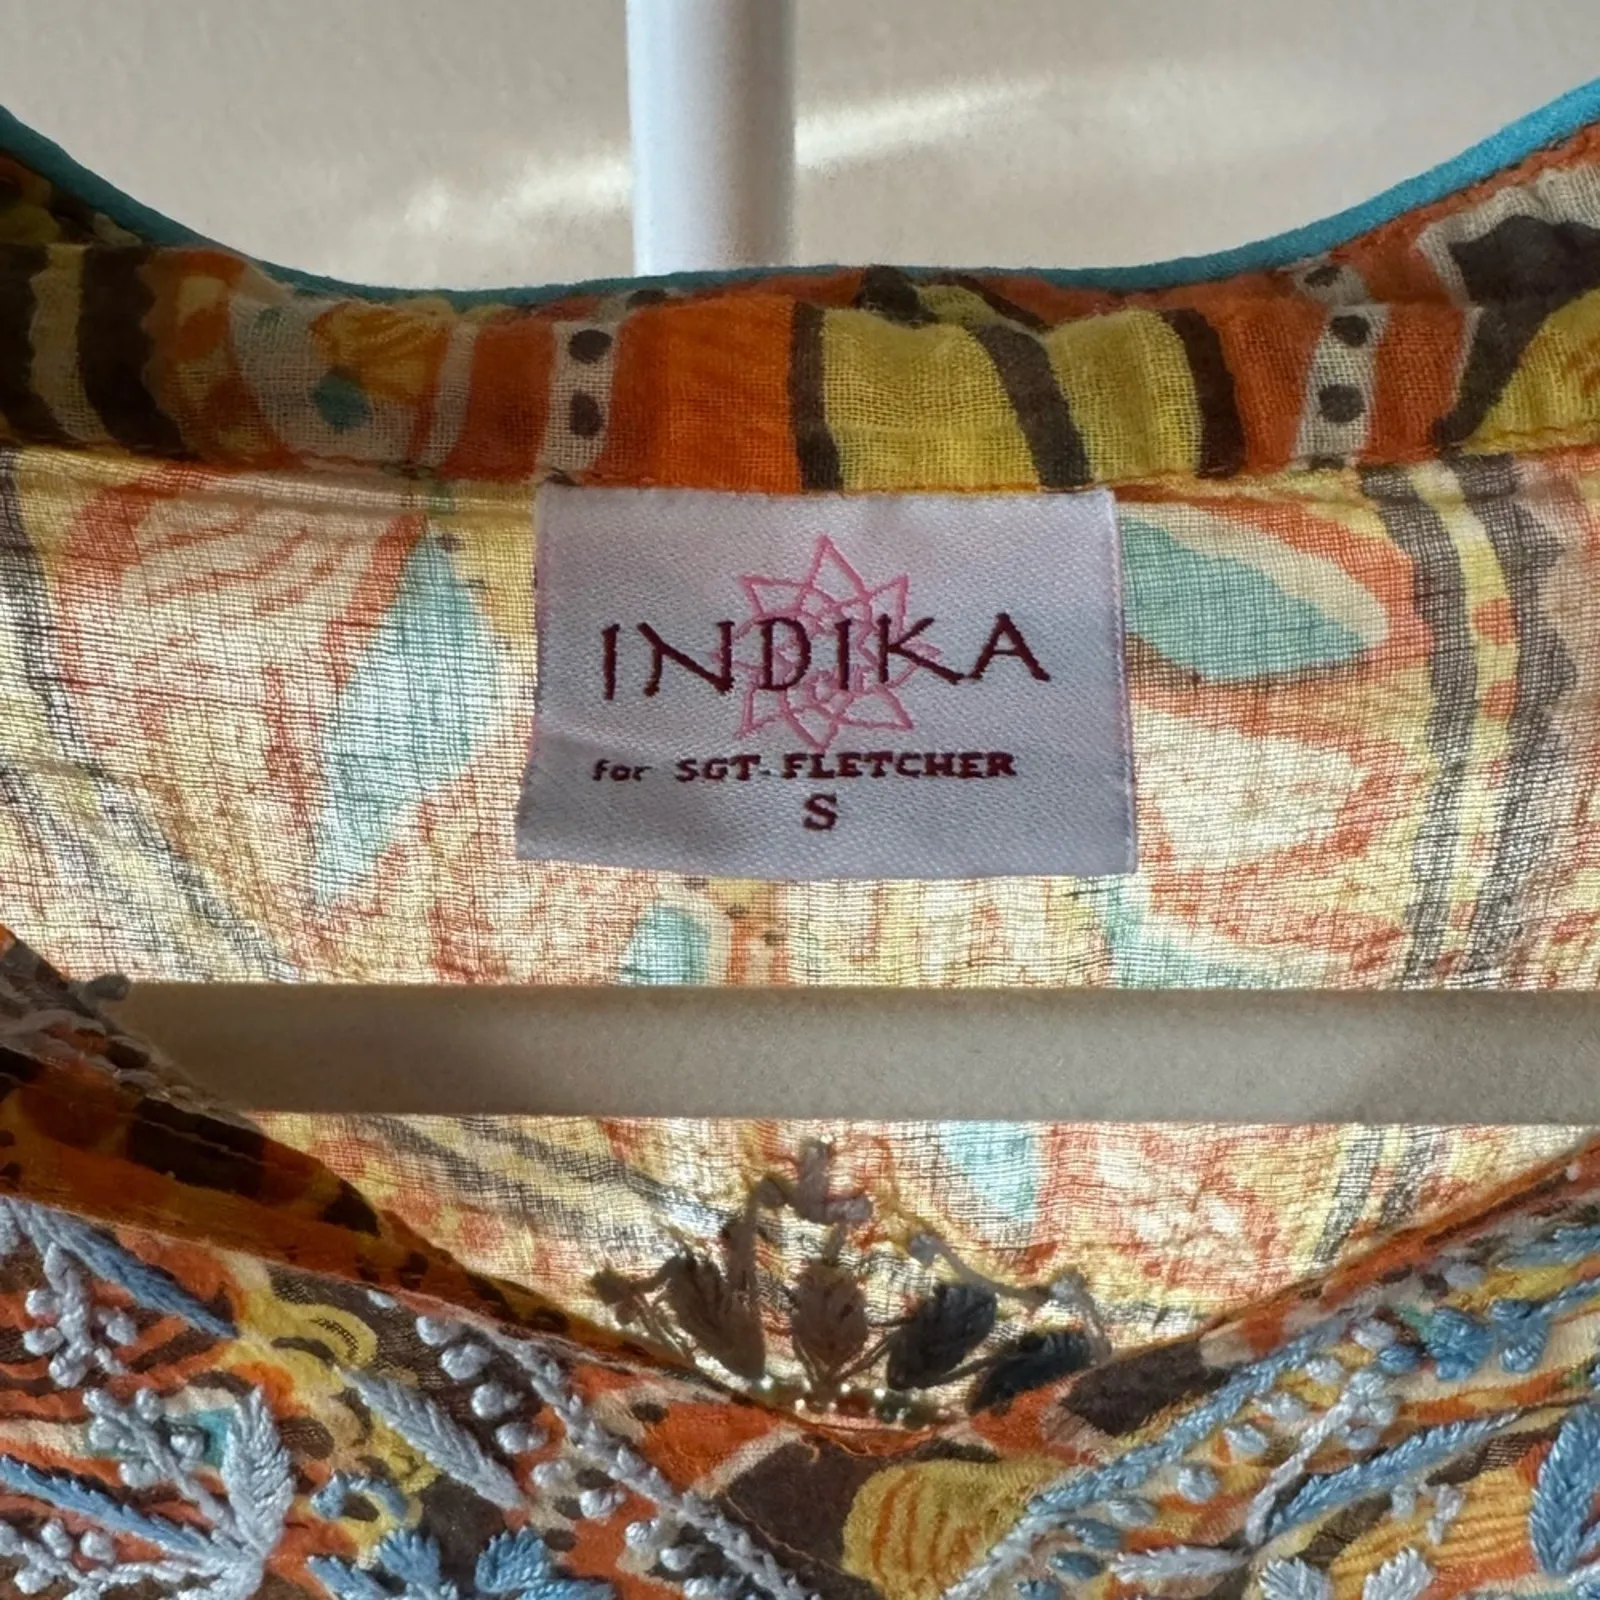 INDIKA
for SGT. FLETCHER
S